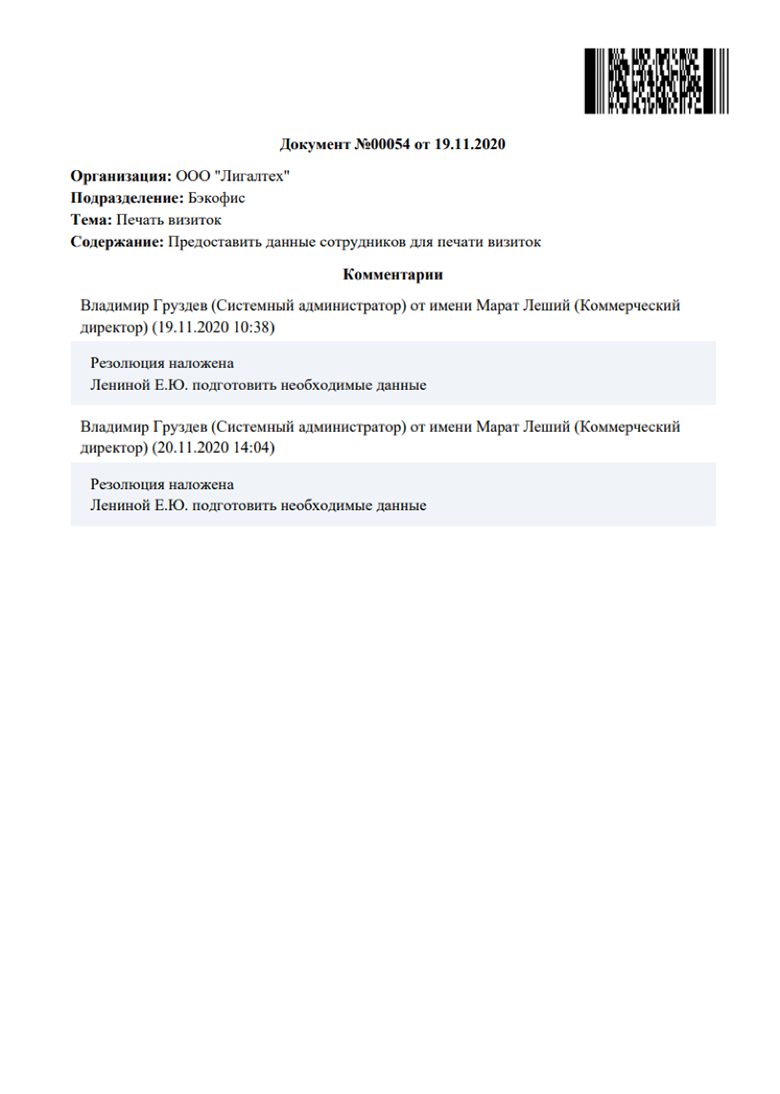 Документ №00054 от 19.11.2020
Организация: ООО "Лигалтех"
Подразделение: Бэкофис
Тема: Печать визиток
Содержание: Предоставить данные сотрудников для печати визиток
Комментарии
Владимир Груздев (Системный администратор) от имени Марат Леший (Коммерческий
директор) (19.11.2020 10:38)
Резолюция наложена
Лениной Е.Ю. подготовить необходимые данные
Владимир Груздев (Системный администратор) от имени Марат Леший (Коммерческий
директор) (20.11.2020 14:04)
Резолюция наложена
Лениной Е.Ю. подготовить необходимые данные